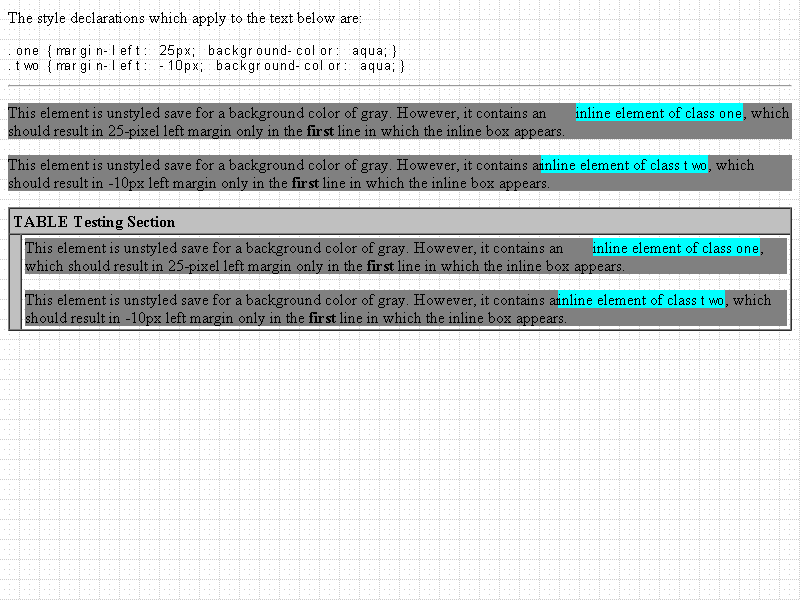 The style declarations which apply to the text below are:
.one {margin-left: 25px; background-color: aqua;}
.two {margin-left: -10px; background-color: aqua;}
This element is unstyled save for a background color of gray. However, it contains an inline element of class one, which
should result in 25-pixel left margin only in the first line in which the inline box appears.
This element is unstyled save for a background color of gray. However, it contains a inline element of class two, which
should result in -10px left margin only in the first line in which the inline box appears.
TABLE Testing Section
This element is unstyled save for a background color of gray. However, it contains an inline element of class one,
which should result in 25-pixel left margin only in the first line in which the inline box appears.
This element is unstyled save for a background color of gray. However, it contains a inline element of class two, which
should result in -10px left margin only in the first line in which the inline box appears.